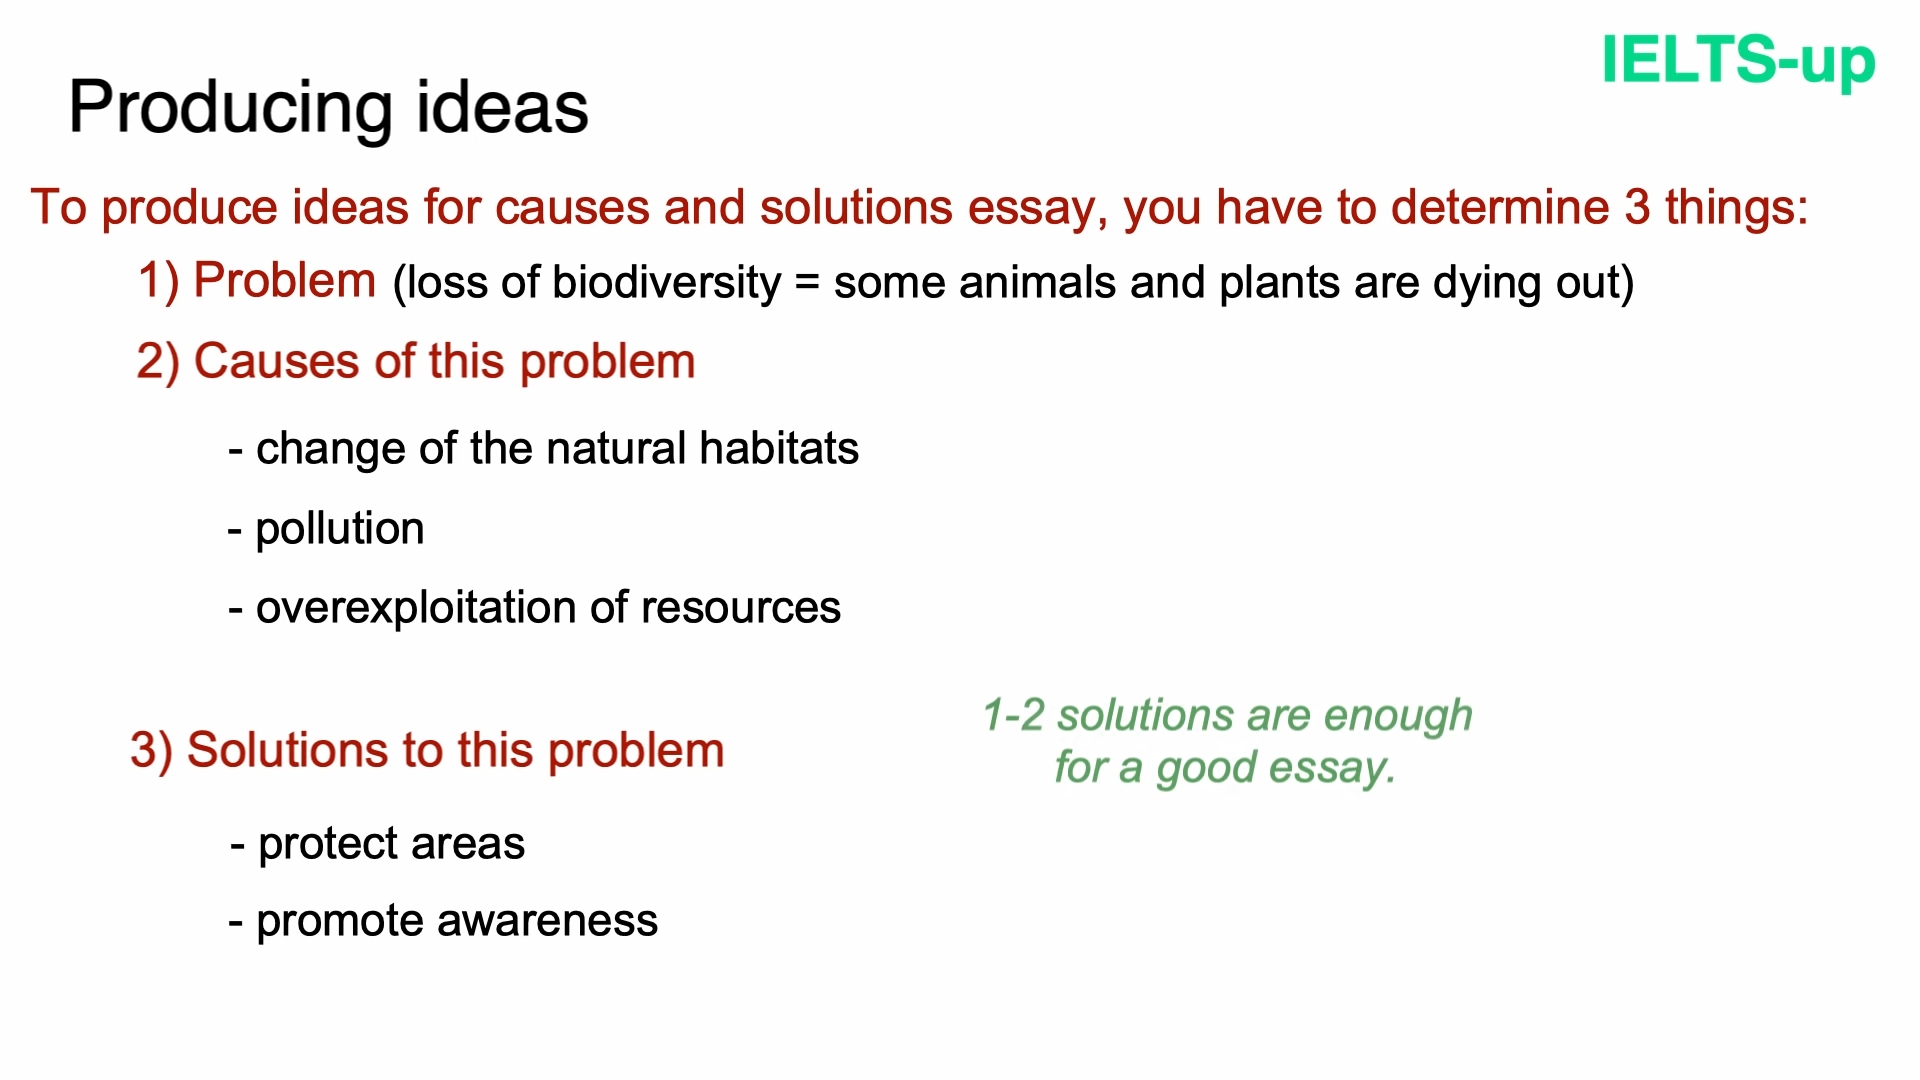 IELTS-up
Producing ideas
To produce ideas for causes and solutions essay, you have to determine 3 things:
1) Problem (loss of biodiversity = some animals and plants are dying out)
2) Causes of this problem
- change of the natural habitats
- pollution
- overexploitation of resources
1-2 solutions are enough
for a good essay.
3) Solutions to this problem
- protect areas
- promote awareness